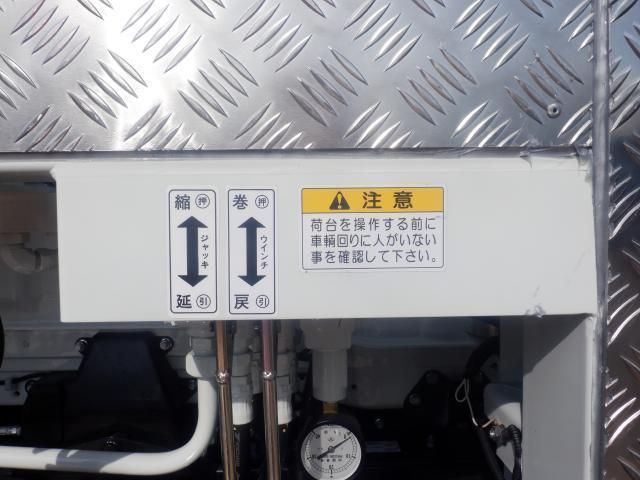 縮 押
ジャッキ
延 引
巻 押
ウインチ
戻 引
注意
荷台を操作する前に
車輌回りに人がいない
事を確認して下さい。